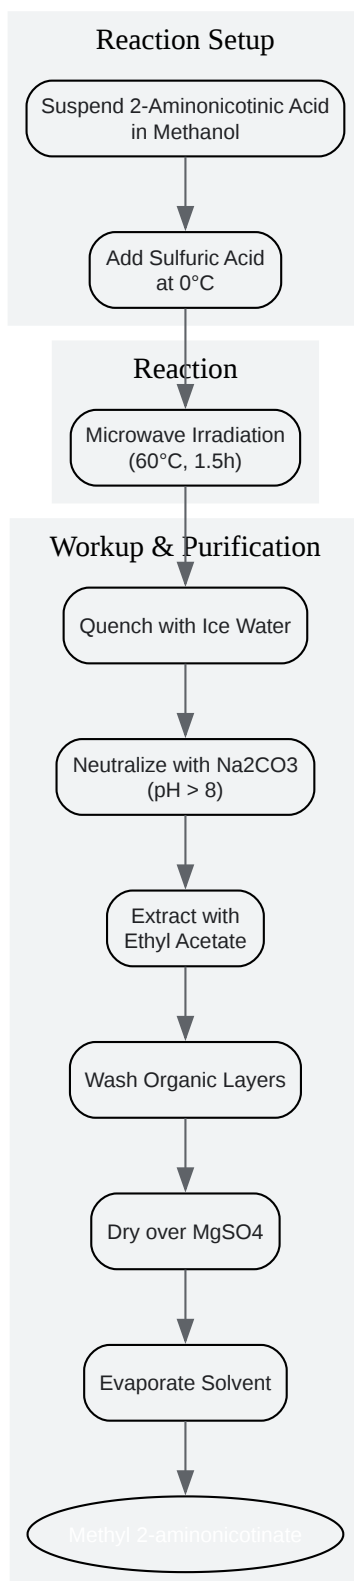 Reaction Setup
Suspend 2-Aminonicotinic Acid
in Methanol
Add Sulfuric Acid
at 0°C
Reaction
Microwave Irradiation
(60°C, 1.5h)
Workup & Purification
Quench with Ice Water
Neutralize with Na2CO3
(pH > 8)
Extract with
Ethyl Acetate
Wash Organic Layers
Dry over MgSO4
Evaporate Solvent
Methyl 2-aminonicotinate